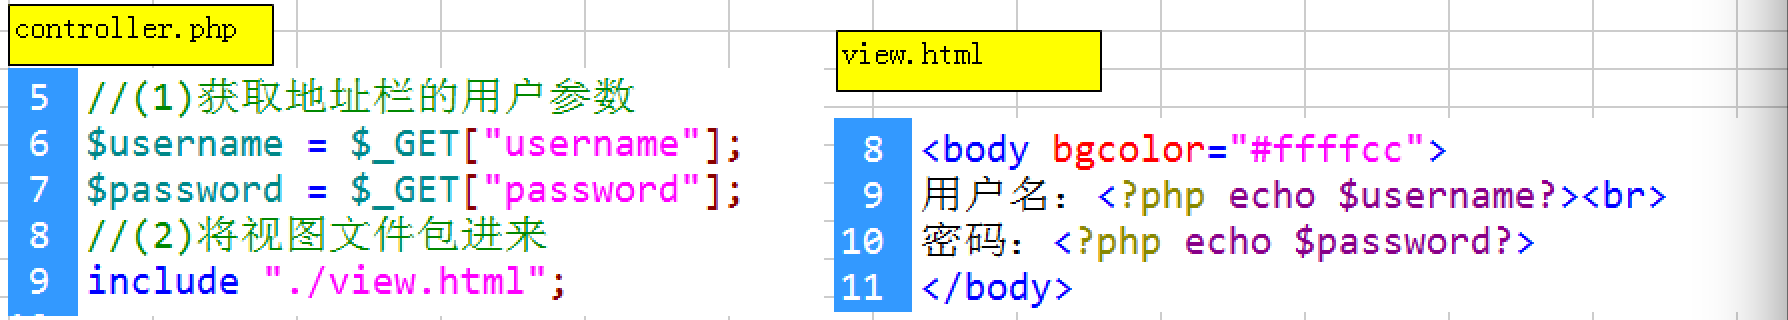 controller.php
5 //(1)获取地址栏的用户参数
6 $username = $_GET["username"];
7 $password = $_GET["password"];
8 //(2)将视图文件包进来
9 include "./view.html";
view.html
8 <body bgcolor="#ffffcc">
9 用户名：<?php echo $username?><br>
10 密码：<?php echo $password?>
11 </body>